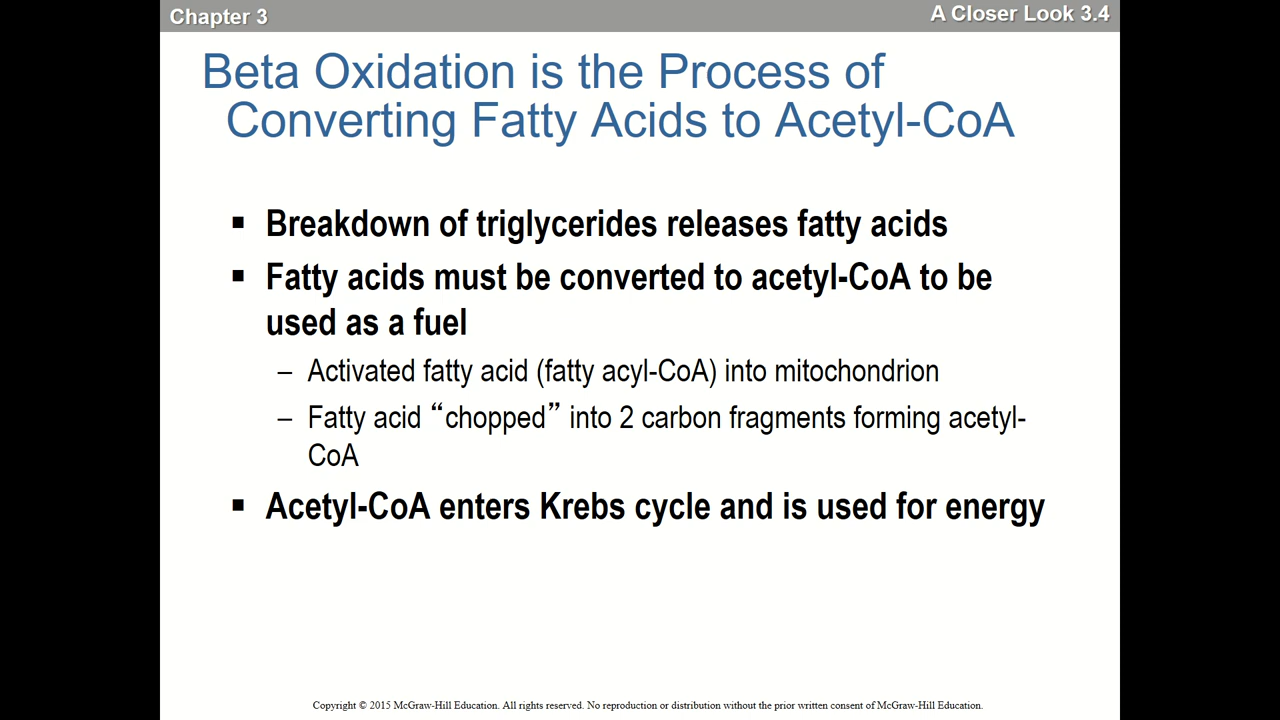 Chapter 3
A Closer Look 3.4
Beta Oxidation is the Process of
Converting Fatty Acids to Acetyl-CoA
▪ Breakdown of triglycerides releases fatty acids
▪ Fatty acids must be converted to acetyl-CoA to be
used as a fuel
– Activated fatty acid (fatty acyl-CoA) into mitochondrion
– Fatty acid “chopped” into 2 carbon fragments forming acetyl-
CoA
▪ Acetyl-CoA enters Krebs cycle and is used for energy
Copyright © 2015 McGraw-Hill Education. All rights reserved. No reproduction or distribution without the prior written consent of McGraw-Hill Education.